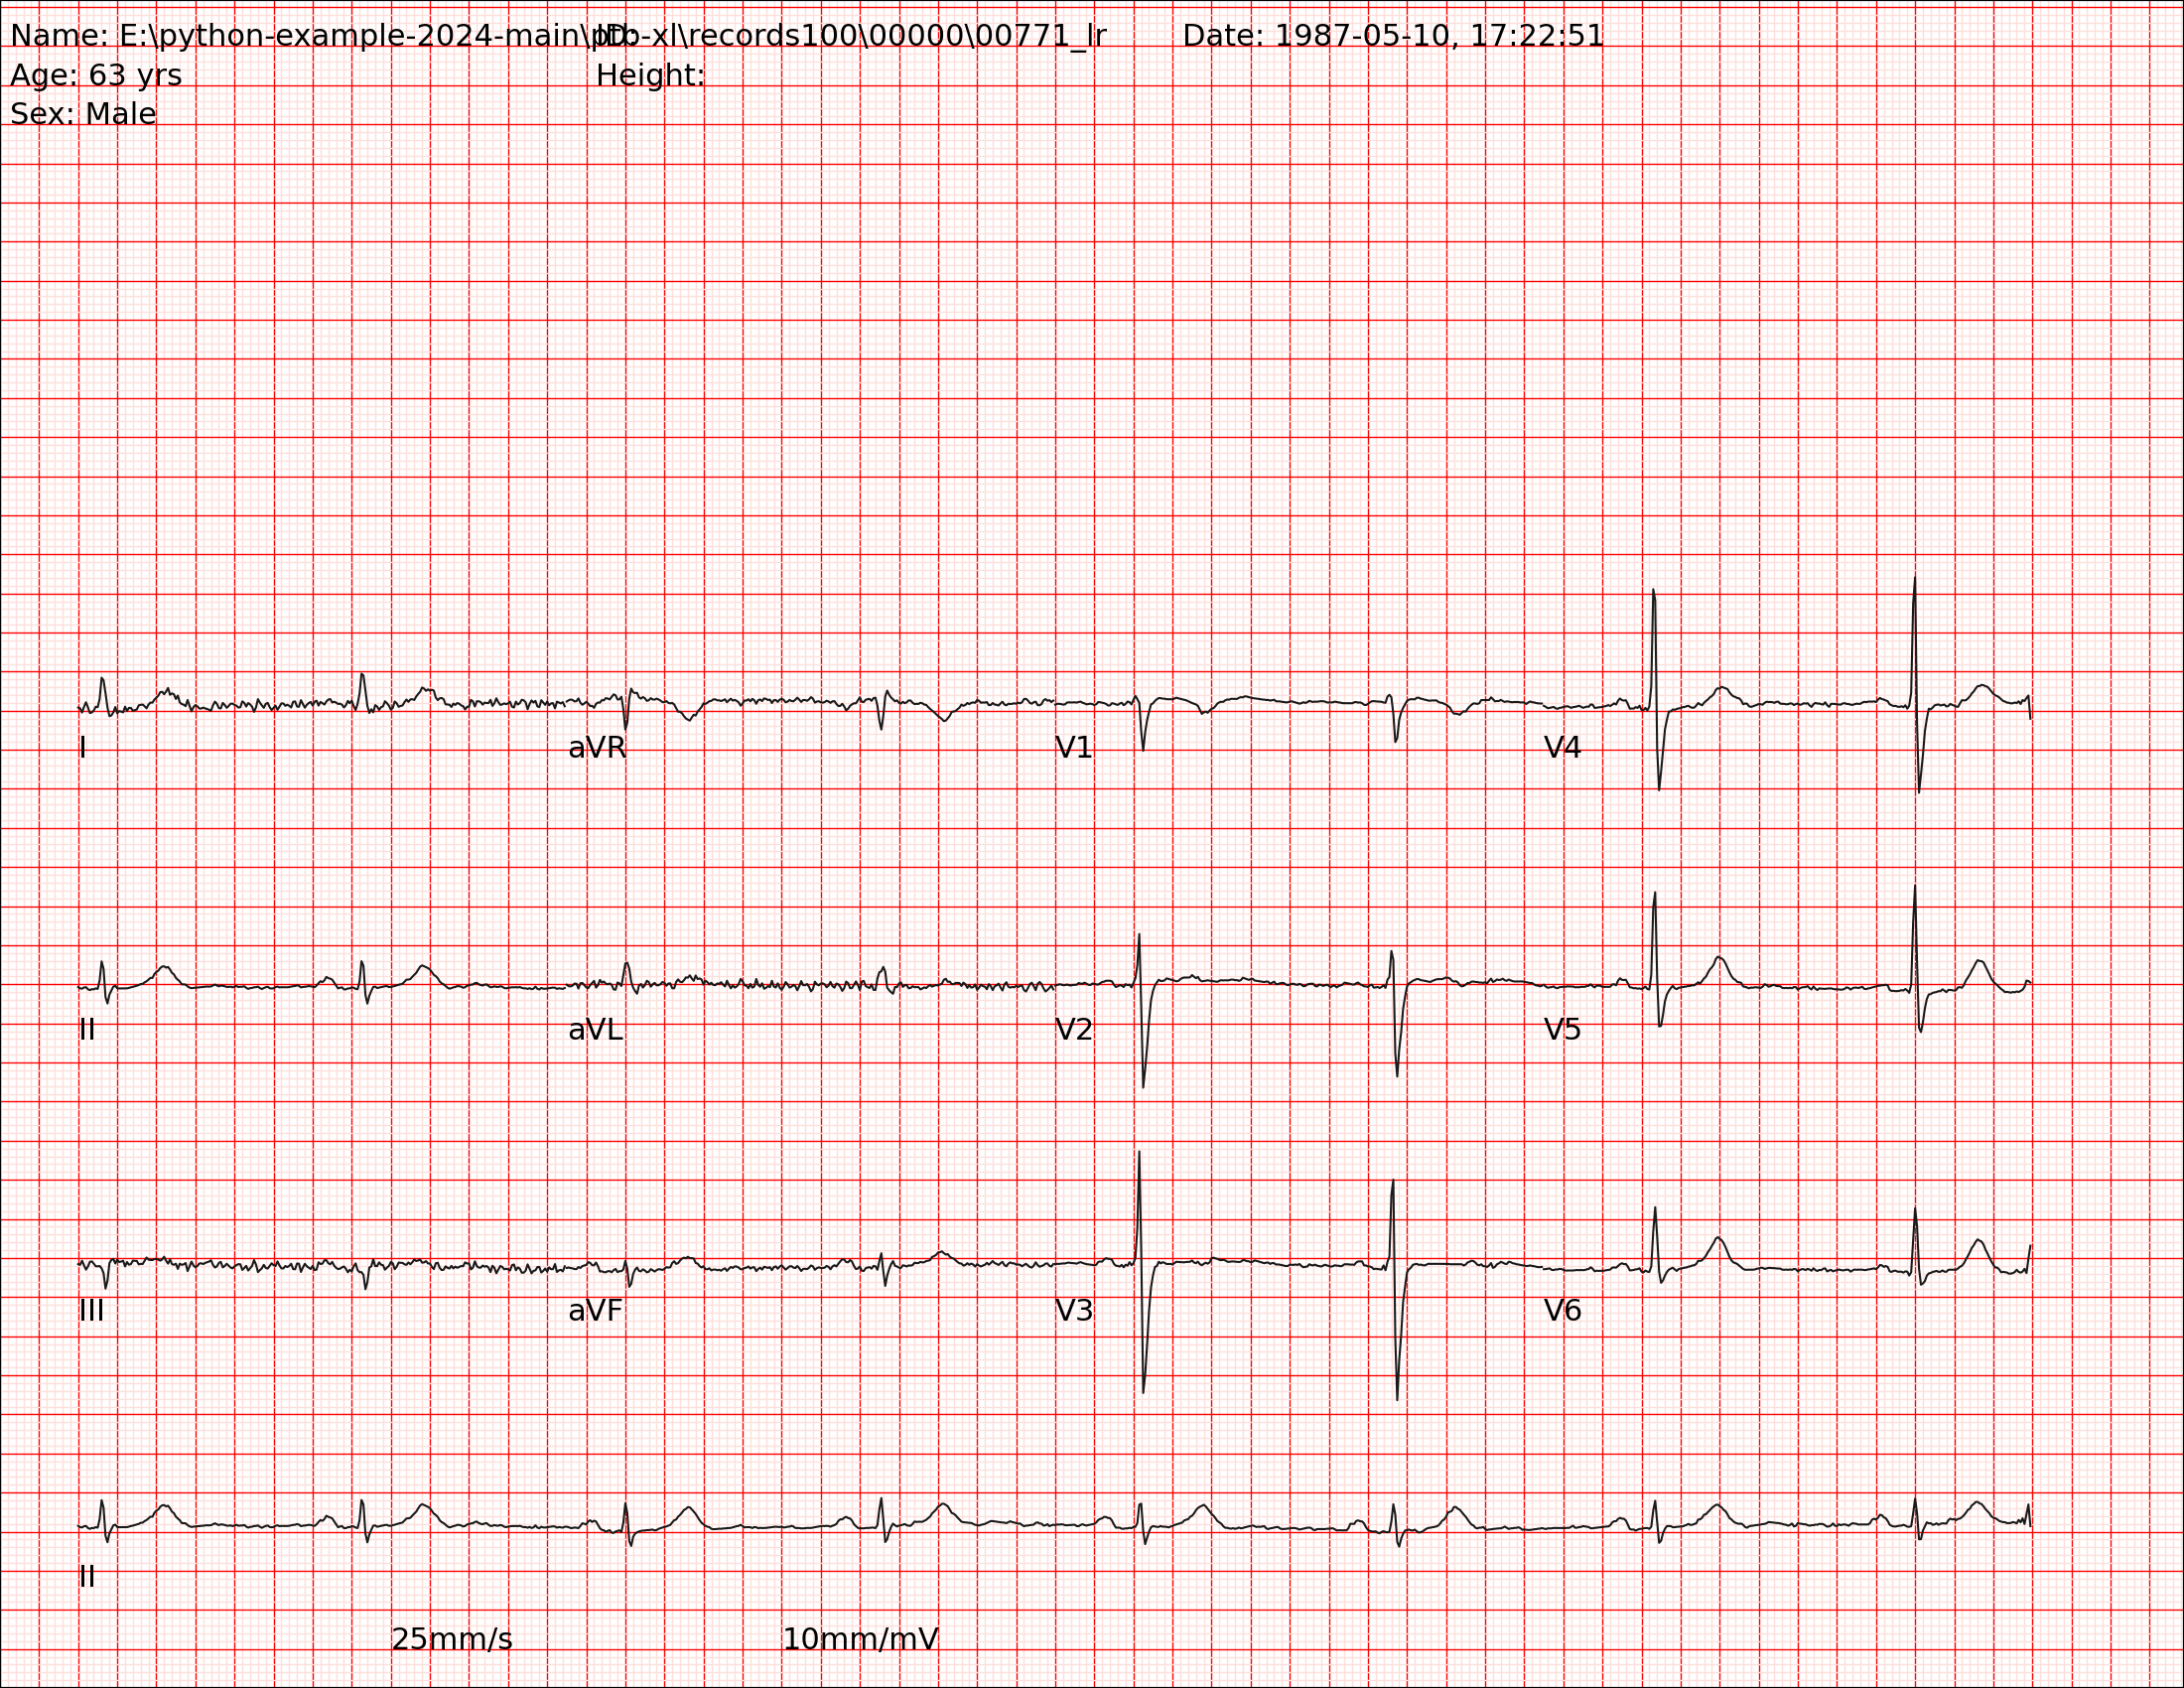 Name: E:\python-example-2024-main\ptb-xl\records100\00000\00771_lr ID: Date: 1987-05-10, 17:22:51
Age: 63 yrs Height:
Sex: Male
I aVR V1 V4
II aVL V2 V5
III aVF V3 V6
II
25mm/s 10mm/mV